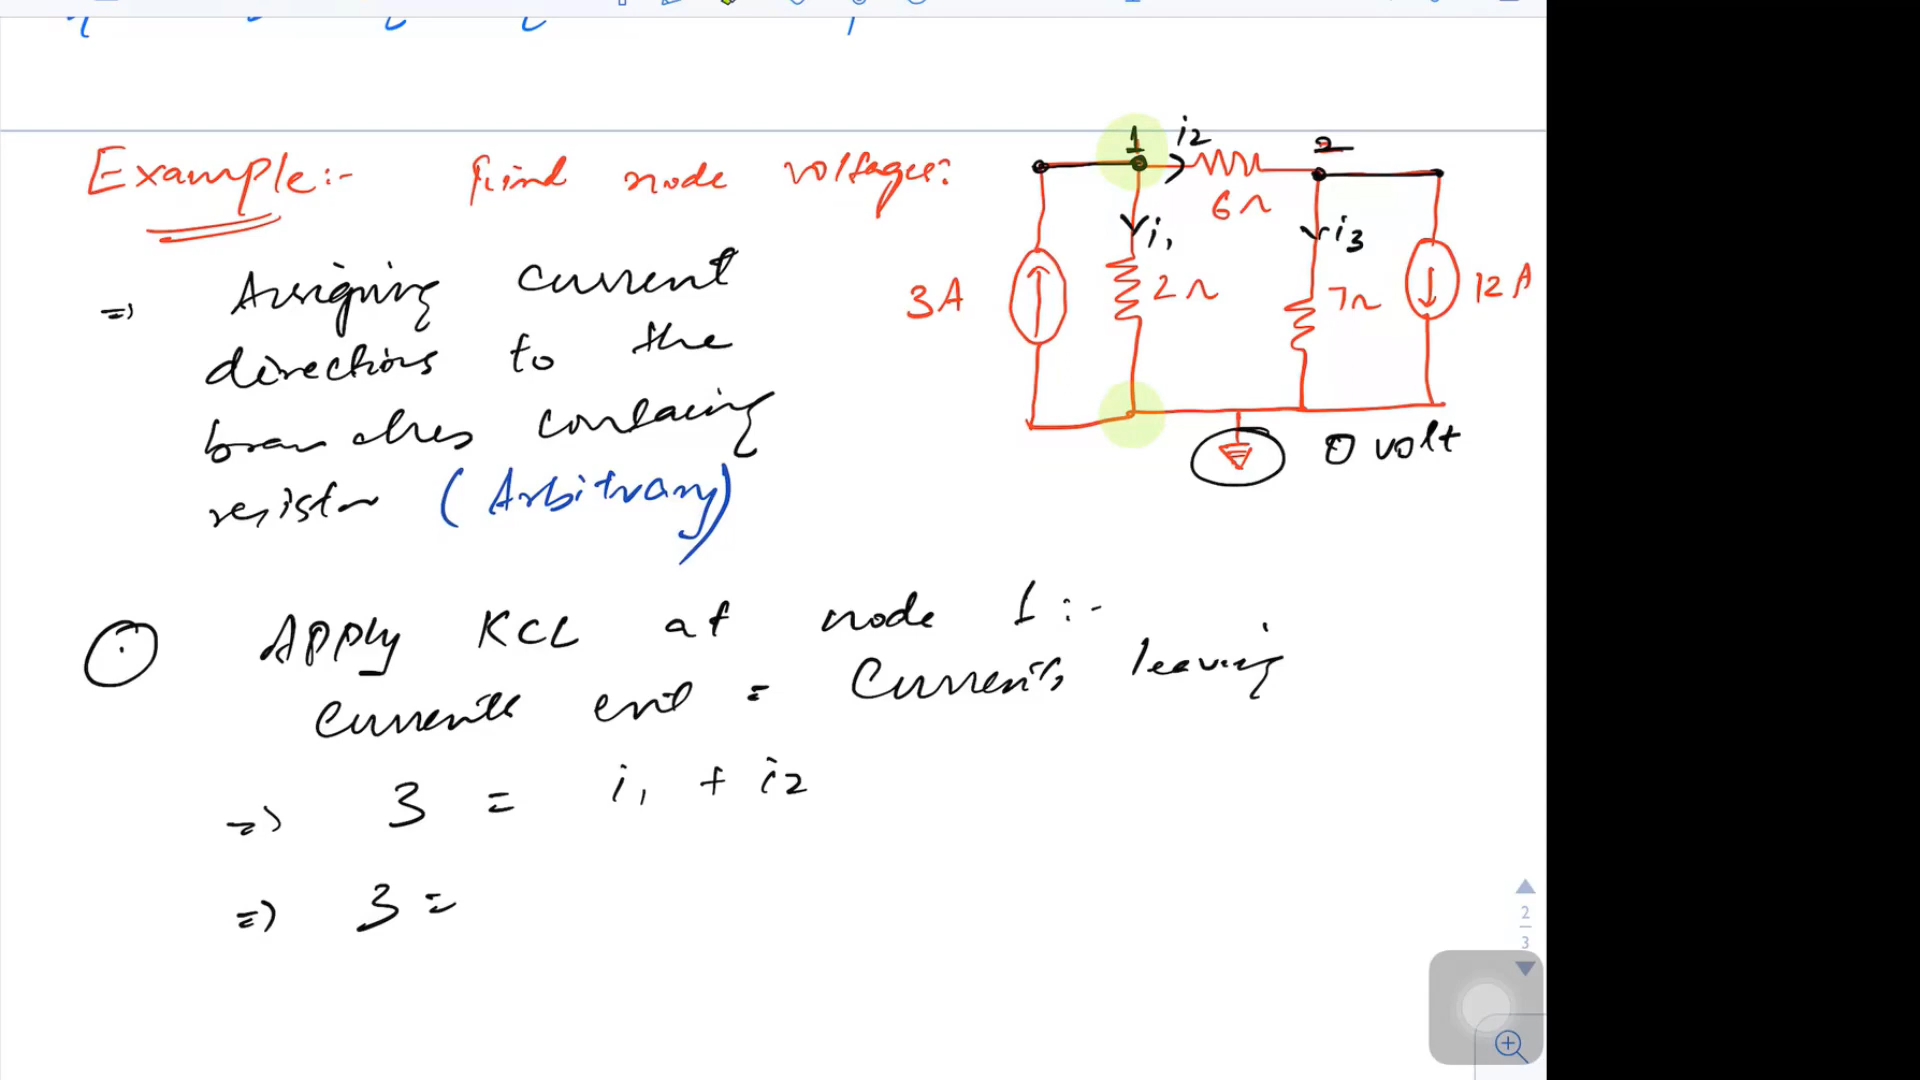 Example:- Find node voltages:
=> Assigning current
directions to the
branches containg
resistor (Arbitrary)
1
i2
2
6Ω
i1
i3
3A
2Ω
7Ω
12A
0 volt
Apply KCL at node 1:-
Currents ent = Currents leaving
=> 3 = i1 + i2
=> 3 =
2
3